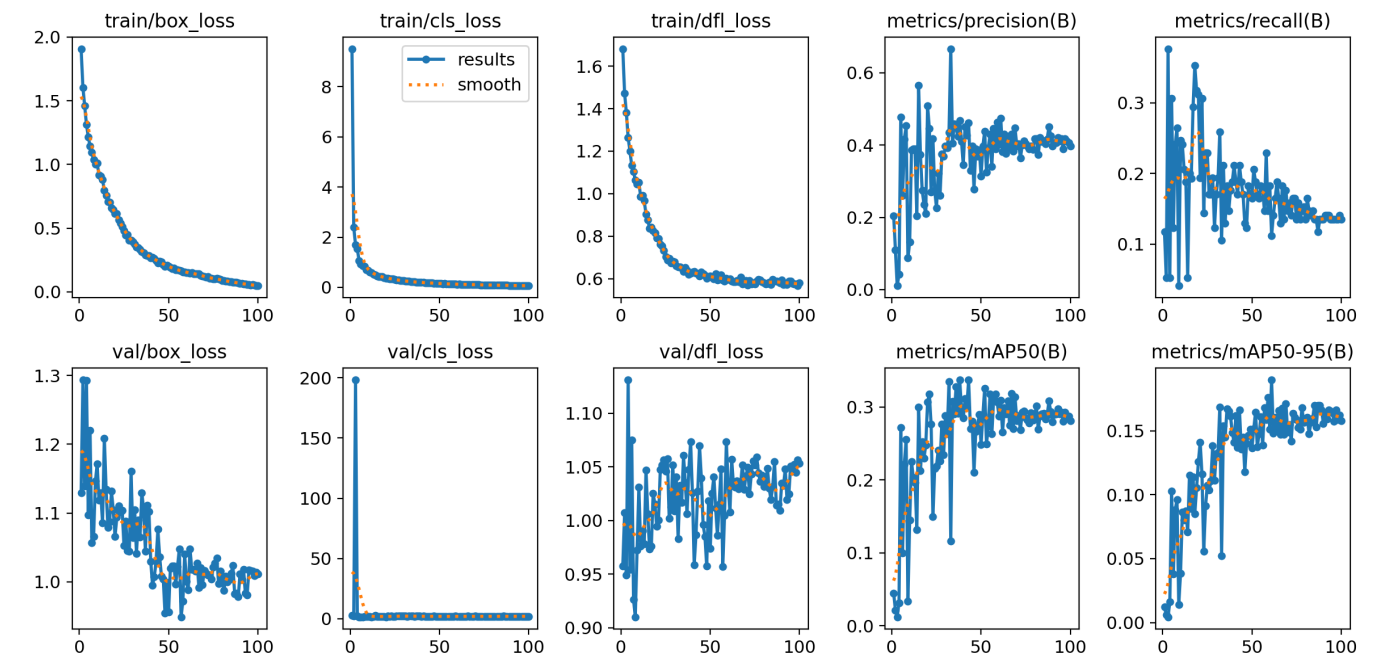 train/box_loss
train/cls_loss
train/dfl_loss
metrics/precision(B)
metrics/recall(B)
2.0
1.5
1.0
0.5
0.0
0 50 100
8
6
4
2
0
results
smooth
0 50 100
1.6
1.4
1.2
1.0
0.8
0.6
0 50 100
0.6
0.4
0.2
0.0
0 50 100
0.3
0.2
0.1
0 50 100
val/box_loss
val/cls_loss
val/dfl_loss
metrics/mAP50(B)
metrics/mAP50-95(B)
1.3
1.2
1.1
1.0
0 50 100
200
150
100
50
0
0 50 100
1.10
1.05
1.00
0.95
0.90
0 50 100
0.3
0.2
0.1
0.0
0 50 100
0.15
0.10
0.05
0.00
0 50 100